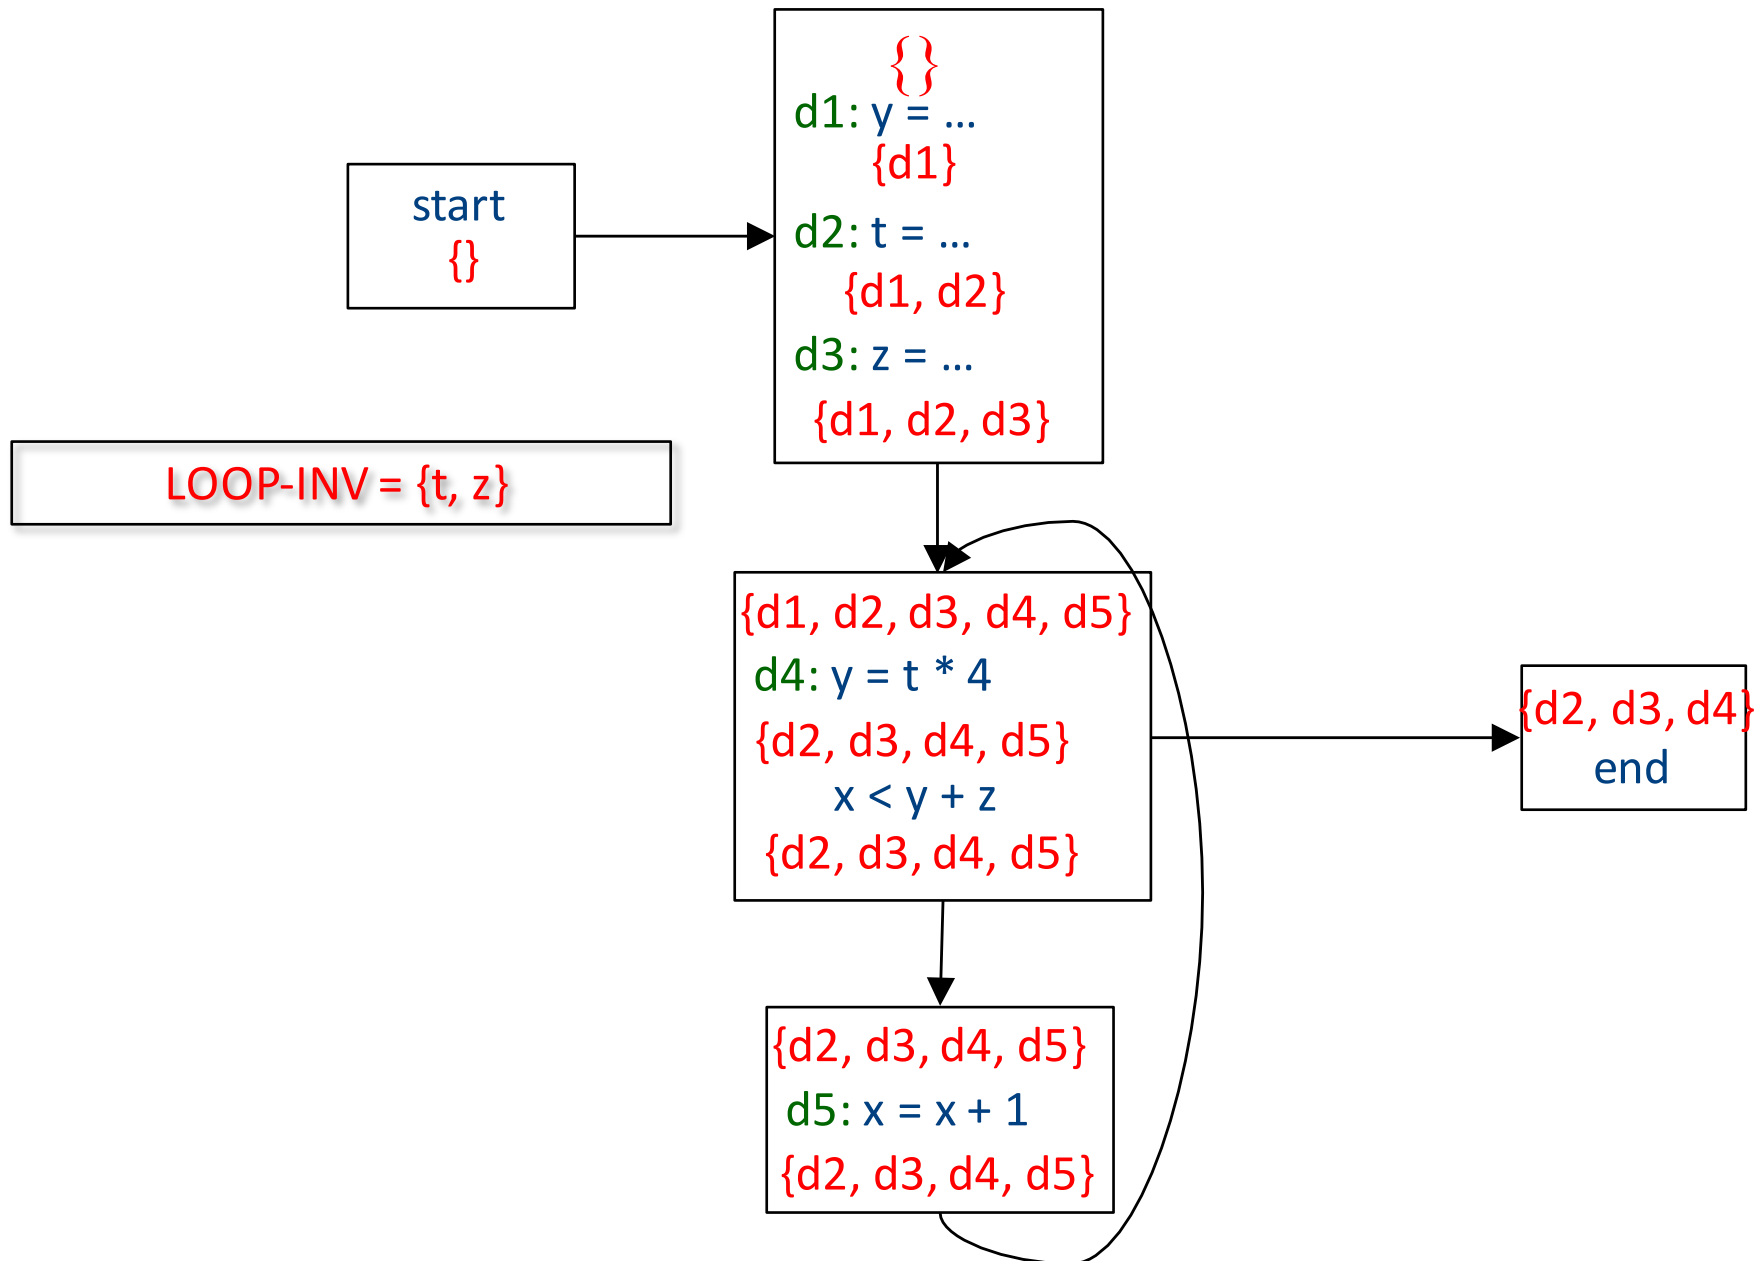 {}
d1: y = ...
{d1}
start
{}
d2: t = ...
{d1, d2}
d3: z = ...
{d1, d2, d3}
LOOP-INV = {t, z}
{d1, d2, d3, d4, d5}
d4: y = t * 4
{d2, d3, d4, d5}
x < y + z
{d2, d3, d4, d5}
{d2, d3, d4}
end
{d2, d3, d4, d5}
d5: x = x + 1
{d2, d3, d4, d5}